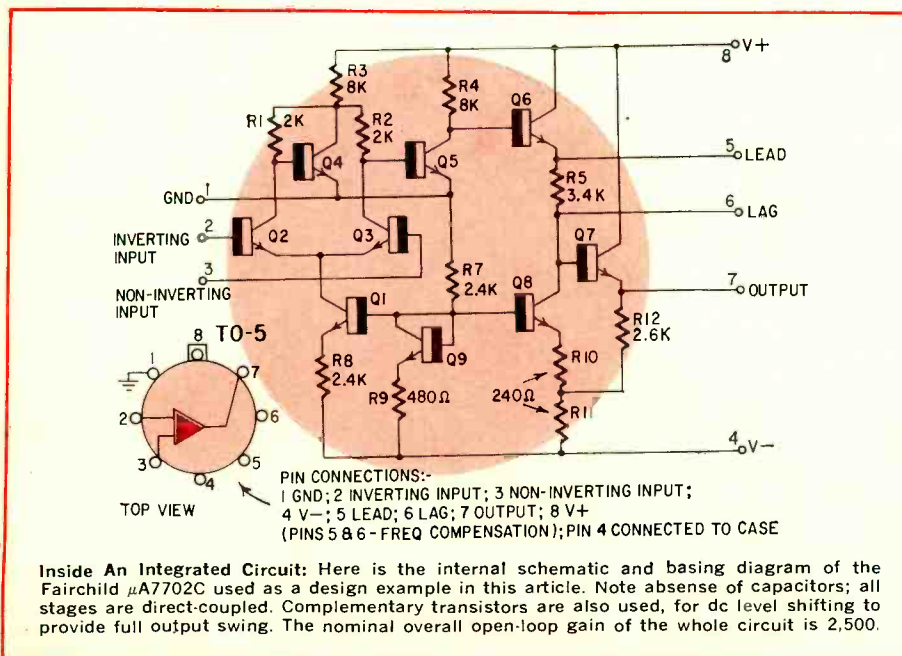 8
V+
R3
8K
R4
8K
Q6
R1
2K
R2
2K
Q4
Q5
5
LEAD
R5
3.4K
GND 1
6
LAG
Q2
Q3
Q7
INVERTING INPUT
2
7
OUTPUT
R7
2.4K
Q8
3
NON-INVERTING INPUT
Q1
R12
2.6K
TO-5
Q9
R8
2.4K
R10
R9
480Ω
240Ω
R11
4
V−
8
1
7
2
6
3
5
4
TOP VIEW
PIN CONNECTIONS:-
1 GND; 2 INVERTING INPUT; 3 NON-INVERTING INPUT;
4 V−; 5 LEAD; 6 LAG; 7 OUTPUT; 8 V+
(PINS 5 & 6 - FREQ COMPENSATION); PIN 4 CONNECTED TO CASE
Inside An Integrated Circuit: Here is the internal schematic and basing diagram of the
Fairchild μA7702C used as a design example in this article. Note absense of capacitors; all
stages are direct-coupled. Complementary transistors are also used, for dc level shifting to
provide full output swing. The nominal overall open-loop gain of the whole circuit is 2,500.